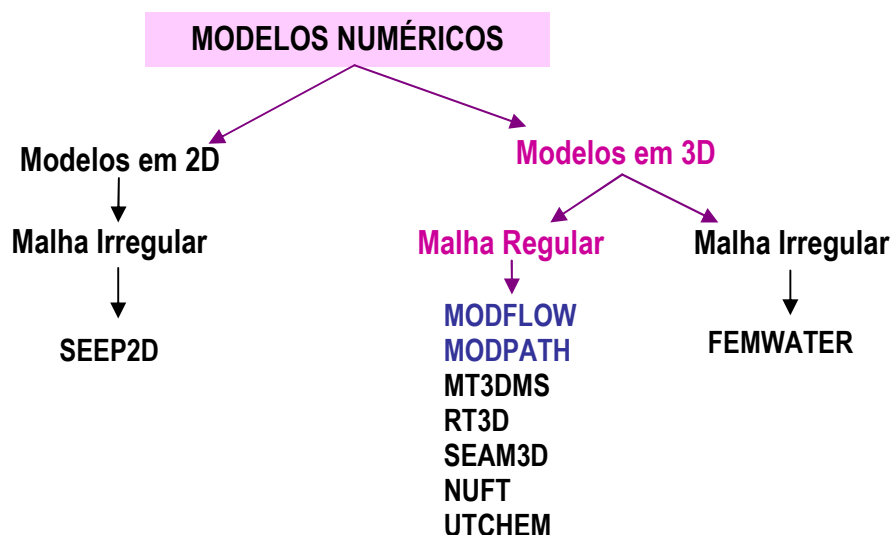 MODELOS NUMÉRICOS
Modelos em 2D
Malha Irregular
SEEP2D
Modelos em 3D
Malha Regular
MODFLOW
MODPATH
MT3DMS
RT3D
SEAM3D
NUFT
UTCHEM
Malha Irregular
FEMWATER